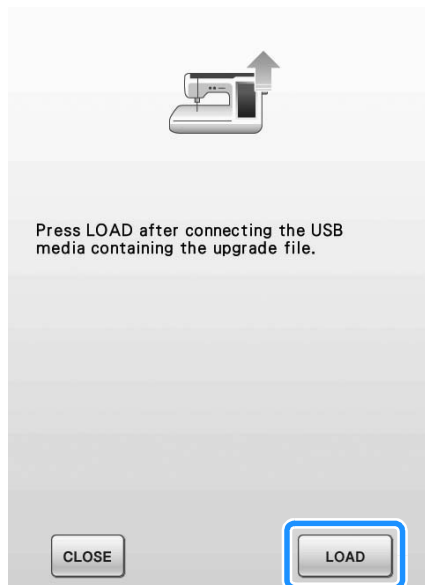 Press LOAD after connecting the USB
media containing the upgrade file.
CLOSE
LOAD